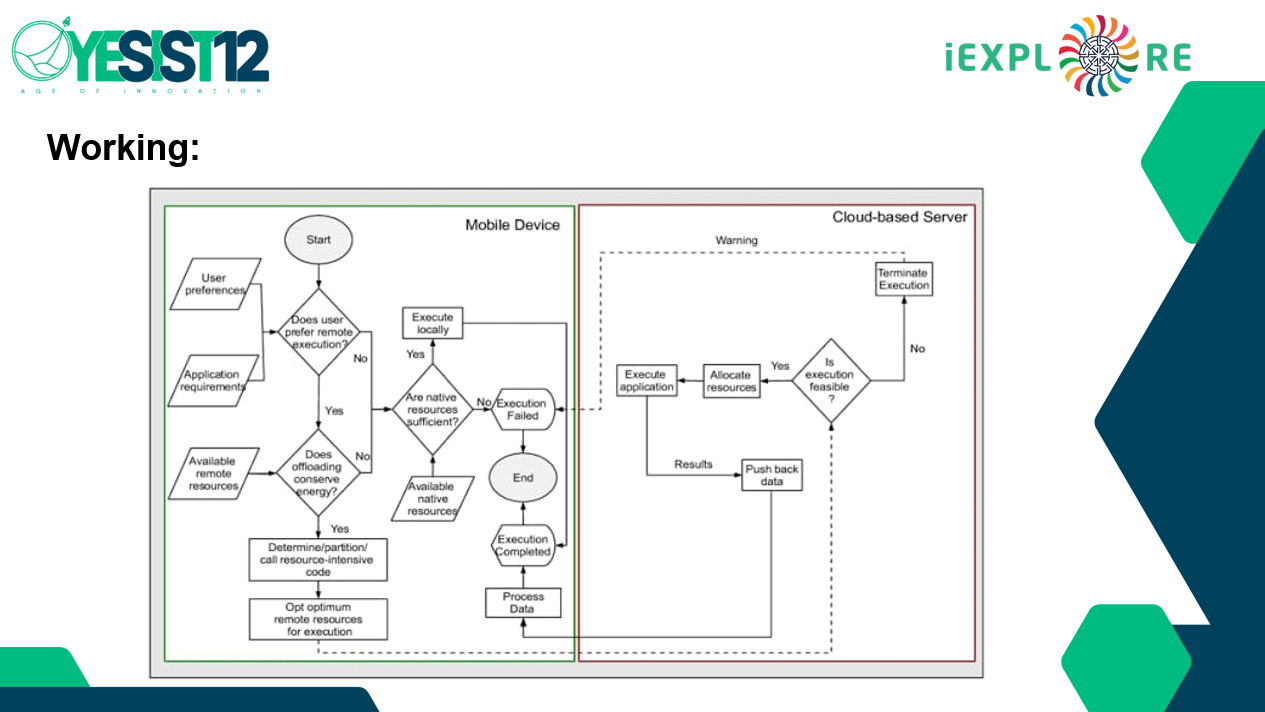 YESIST12
AGE OF INNOVATION
iEXPLORE
Working:
Mobile Device
Start
User
preferences
Does user
prefer remote
execution?
No
Application
requirements
Yes
Available
remote
resources
Does
offloading
conserve
energy?
No
Yes
Determine/partition/
call resource-intensive
code
Opt optimum
remote resources
for execution
Execute
locally
Yes
Are native
resources
sufficient?
No
Available
native
resources
Execution
Failed
End
Execution
Completed
Process
Data
Cloud-based Server
Warning
Terminate
Execution
No
Is
execution
feasible
?
Yes
Allocate
resources
Execute
application
Results
Push back
data